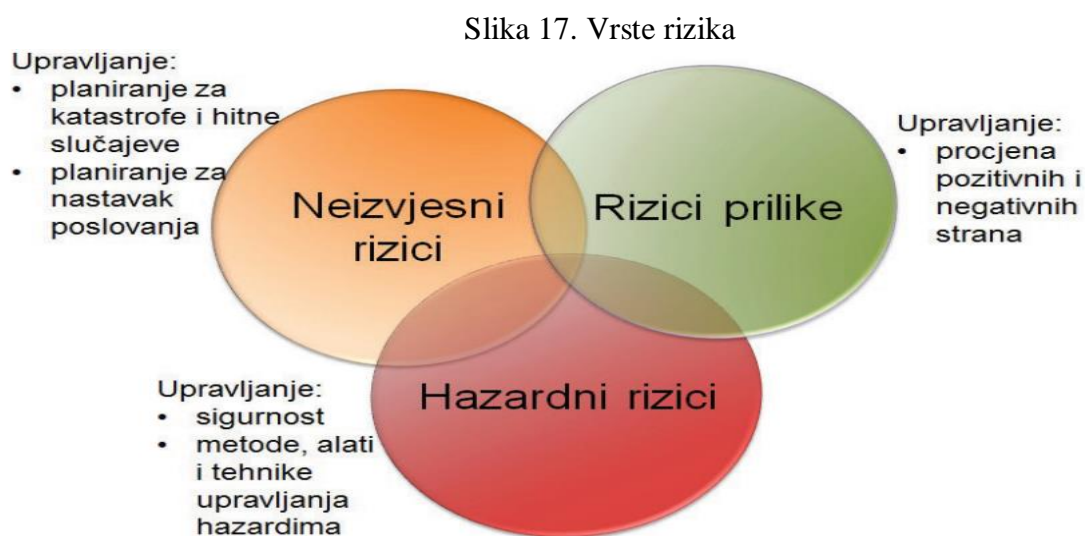 Slika 17. Vrste rizika
Upravljanje:
• planiranje za
katastrofe i hitne
slučajeve
• planiranje za
nastavak
poslovanja
Neizvjesni
rizici
Rizici prilike
Upravljanje:
• procjena
pozitivnih i
negativnih
strana
Hazardni rizici
Upravljanje:
• sigurnost
• metode, alati
i tehnike
upravljanja
hazardima